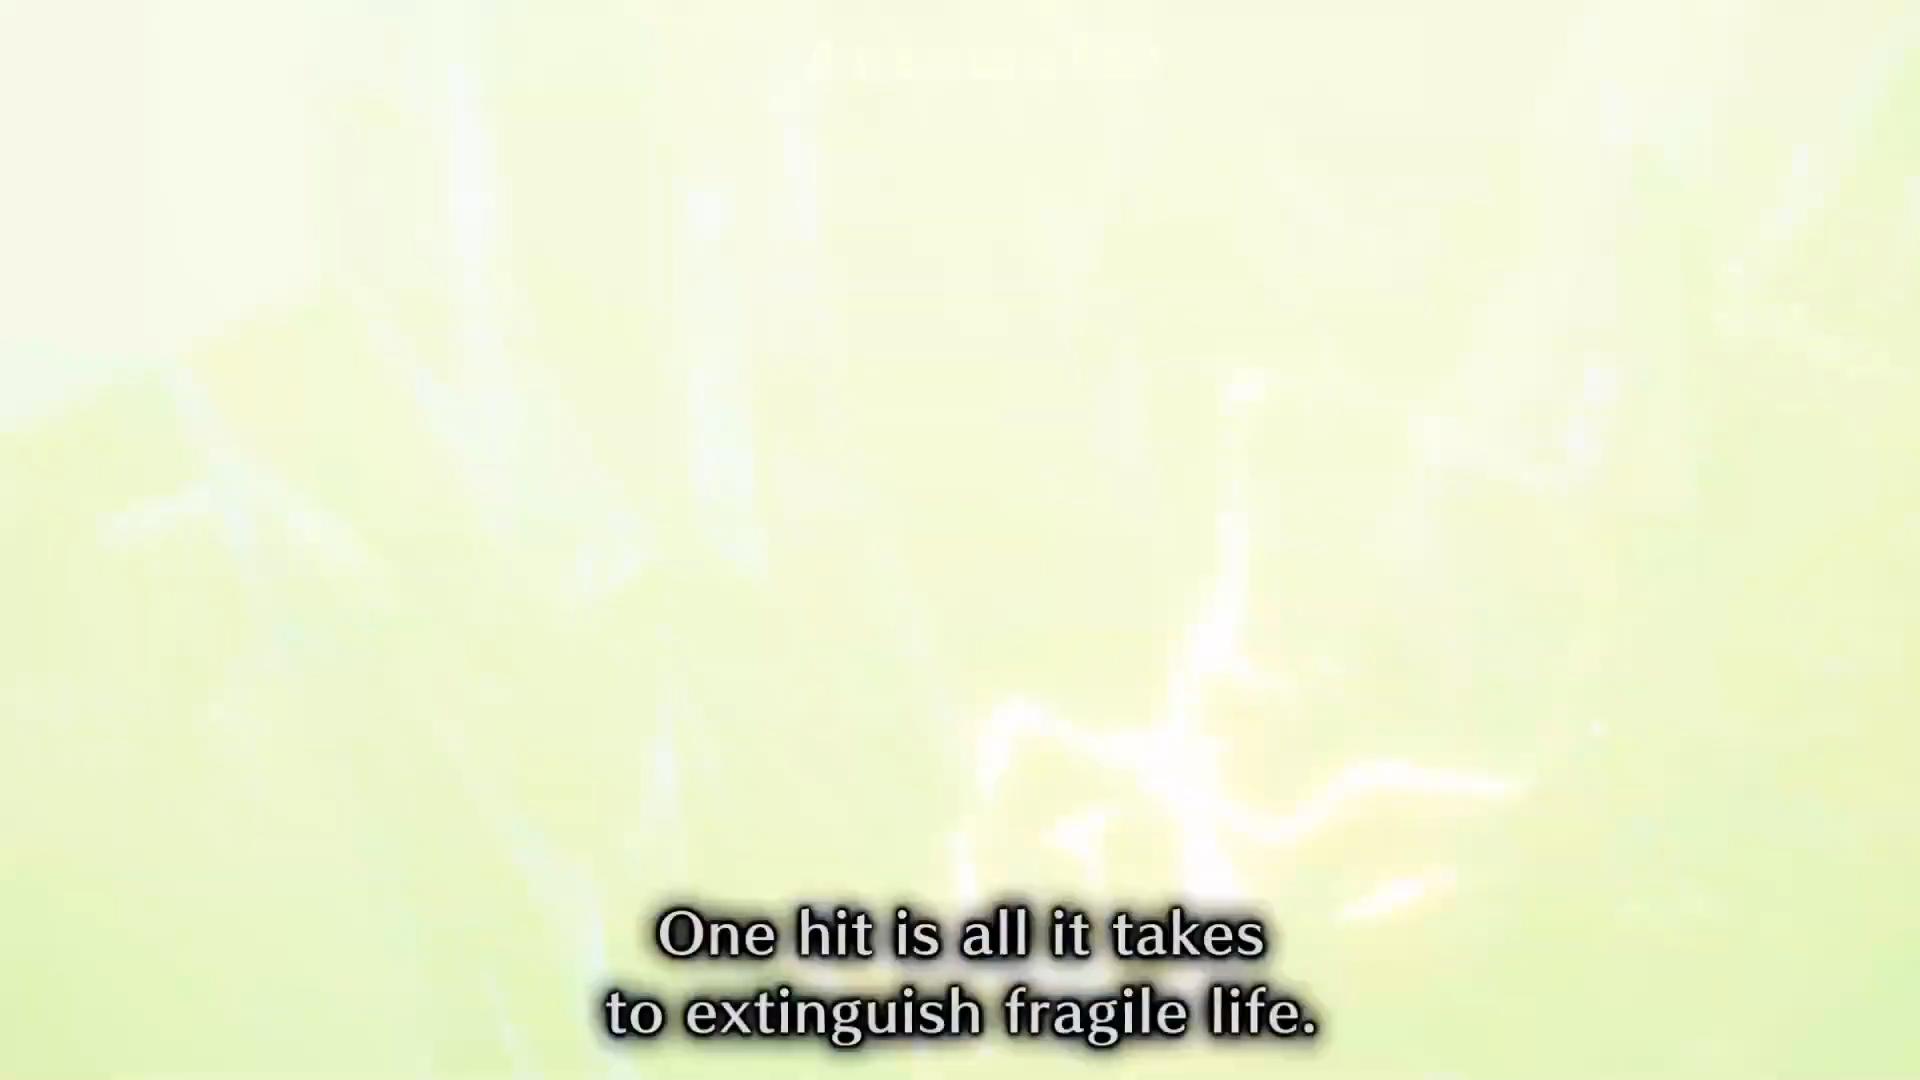 One hit is all it takes
to extinguish fragile life.